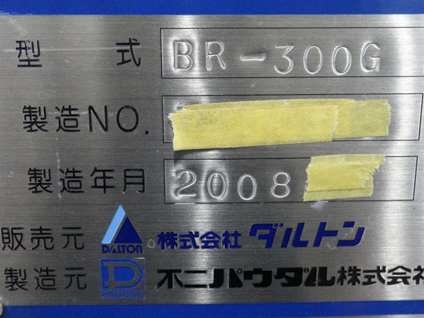 型 式 BR-300G
製造NO.
製造年月 2008
販売元 DALTON 株式会社 ダルトン
製造元 不二パウダル株式会社